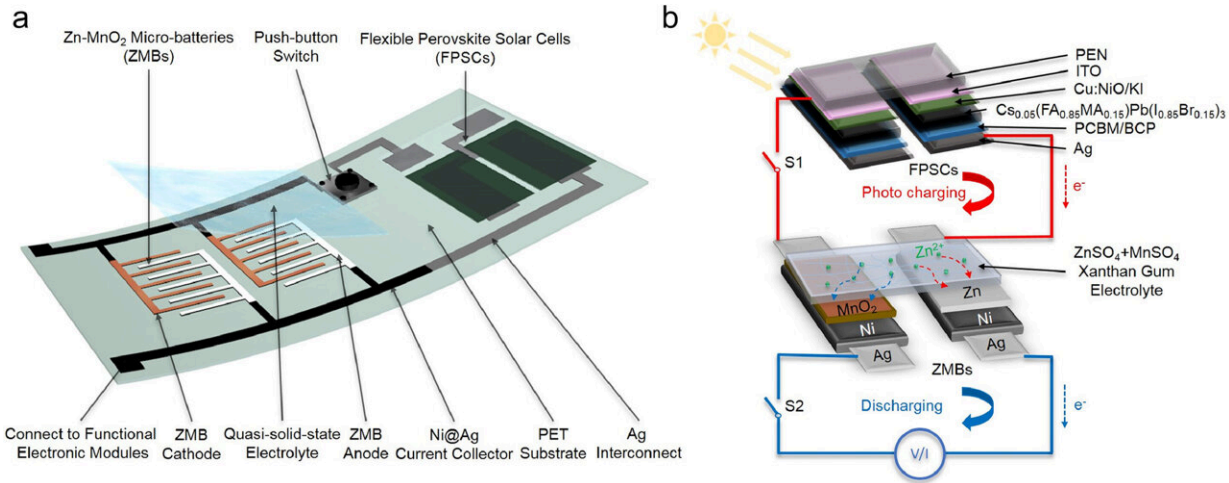 a
Zn-MnO₂ Micro-batteries
(ZMBs)
Push-button
Switch
Flexible Perovskite Solar Cells
(FPSCs)
Connect to Functional
Electronic Modules
ZMB
Cathode
Quasi-solid-state
Electrolyte
ZMB
Anode
Ni@Ag
Current Collector
PET
Substrate
Ag
Interconnect
b
PEN
ITO
Cu:NiO/KI
Cs₀.₀₅(FA₀.₈₅MA₀.₁₅)Pb(I₀.₈₅Br₀.₁₅)₃
PCBM/BCP
Ag
FPSCs
S1
Photo charging
e⁻
Zn²⁺
ZnSO₄+MnSO₄
Xanthan Gum
Electrolyte
MnO₂
Zn
Ni
Ni
Ag
Ag
ZMBs
S2
Discharging
e⁻
V/I